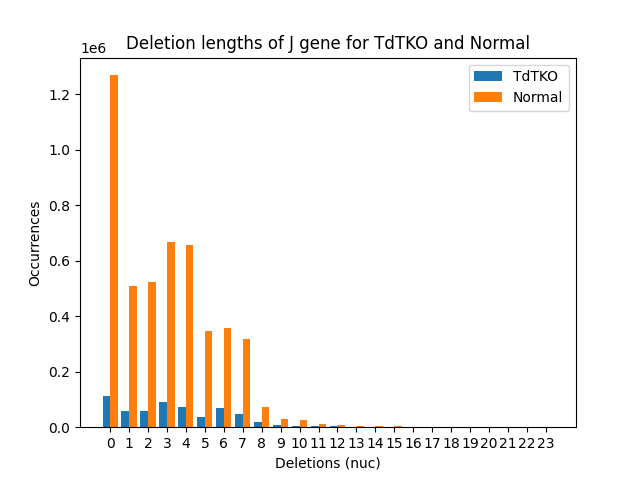 Deletion lengths of J gene for TdTKO and Normal
1e6
TdTKO
Normal
1.2
1.0
0.8
0.6
0.4
0.2
0.0
Occurrences
0 1 2 3 4 5 6 7 8 9 10 11 12 13 14 15 16 17 18 19 20 21 22 23
Deletions (nuc)